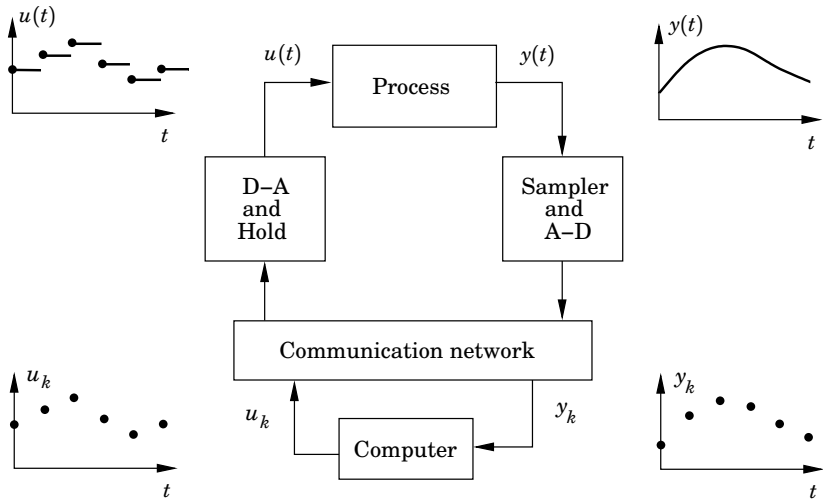 u(t)
t
u(t)
Process
y(t)
y(t)
t
D–A
and
Hold
Sampler
and
A–D
Communication network
u_k
t
u_k
Computer
y_k
y_k
t